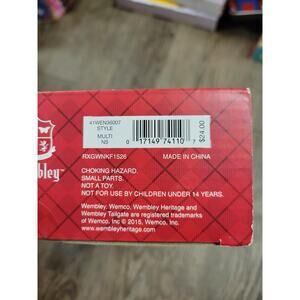 41WEN36007
STYLE
MULTI
NS
0 17149 74110 7
$24.00
RXGWNKF1526 MADE IN CHINA
CHOKING HAZARD.
SMALL PARTS.
NOT A TOY
NOT FOR USE BY CHILDREN UNDER 14 YEARS.
mbley™
Wembley, Wemco, Wembley Heritage and
Wembley Tailgate are registered trademarks
of Wemco Inc © 2015, Wemco, Inc.
www.wembleyheritage.com